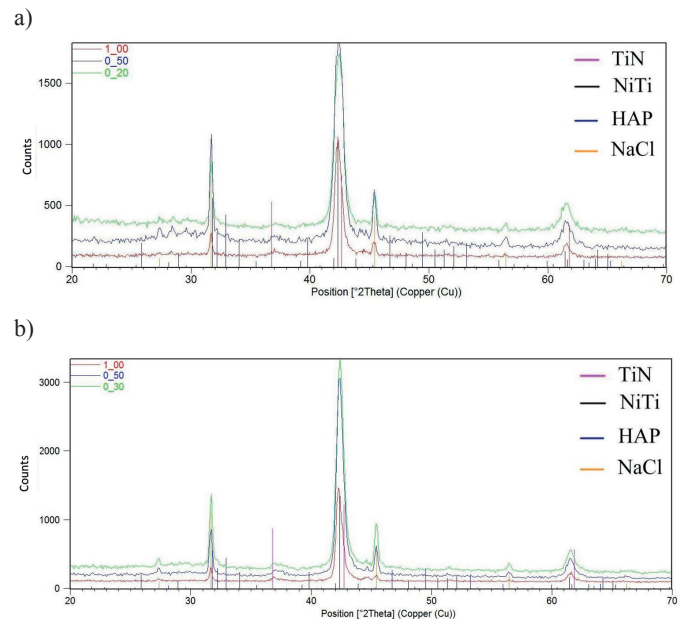 a)
1_00
0_50
0_20
TiN
NiTi
HAP
NaCl
Counts
1500
1000
500
0
20 30 40 50 60 70
Position [°2Theta] (Copper (Cu))
b)
1_00
0_50
0_30
TiN
NiTi
HAP
NaCl
Counts
3000
2000
1000
0
20 30 40 50 60 70
Position [°2Theta] (Copper (Cu))